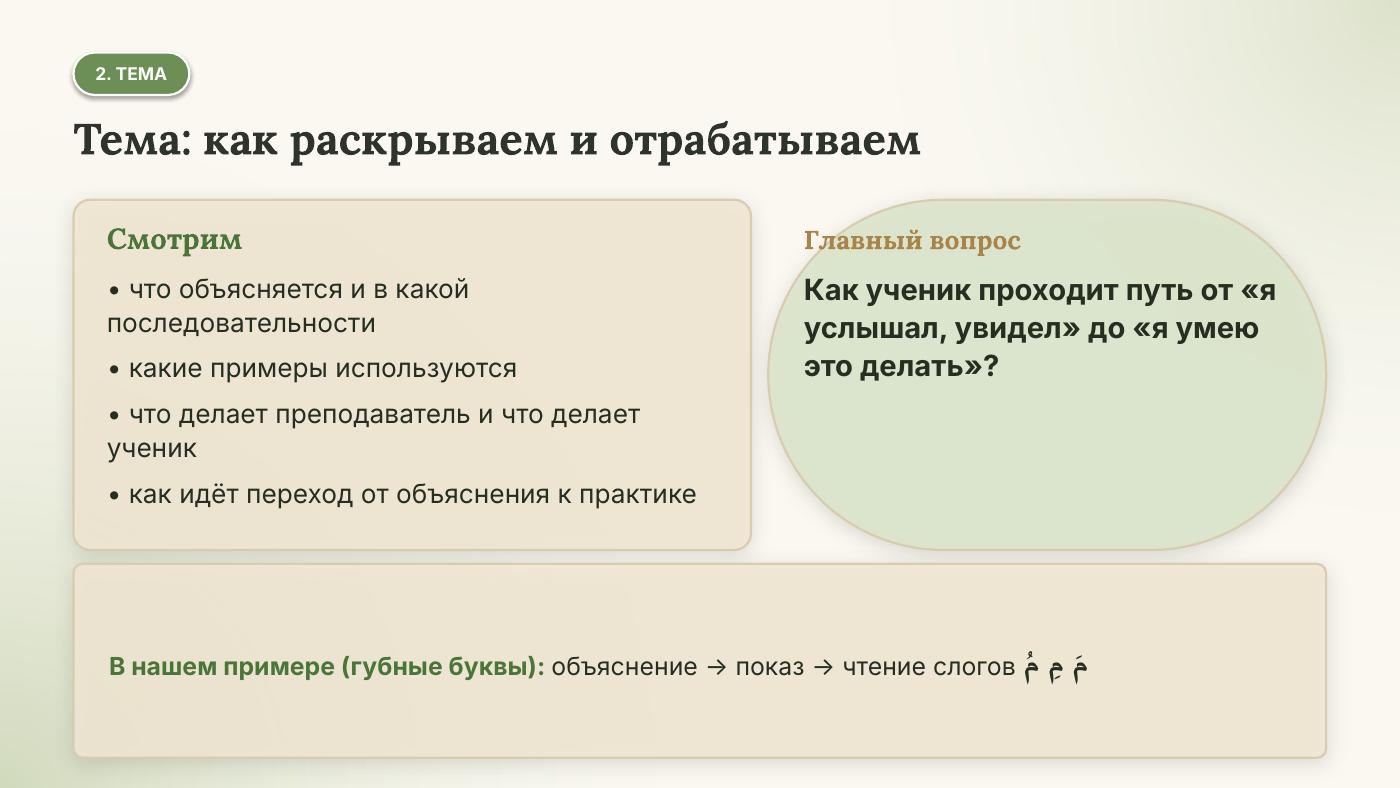 2. ТЕМА
Тема: как раскрываем и отрабатываем
Смотрим
• что объясняется и в какой
последовательности
• какие примеры используются
• что делает преподаватель и что делает
ученик
• как идёт переход от объяснения к практике
Главный вопрос
Как ученик проходит путь от «я
услышал, увидел» до «я умею
это делать»?
В нашем примере (губные буквы): объяснение → показ → чтение слогов مَ مِ مُ